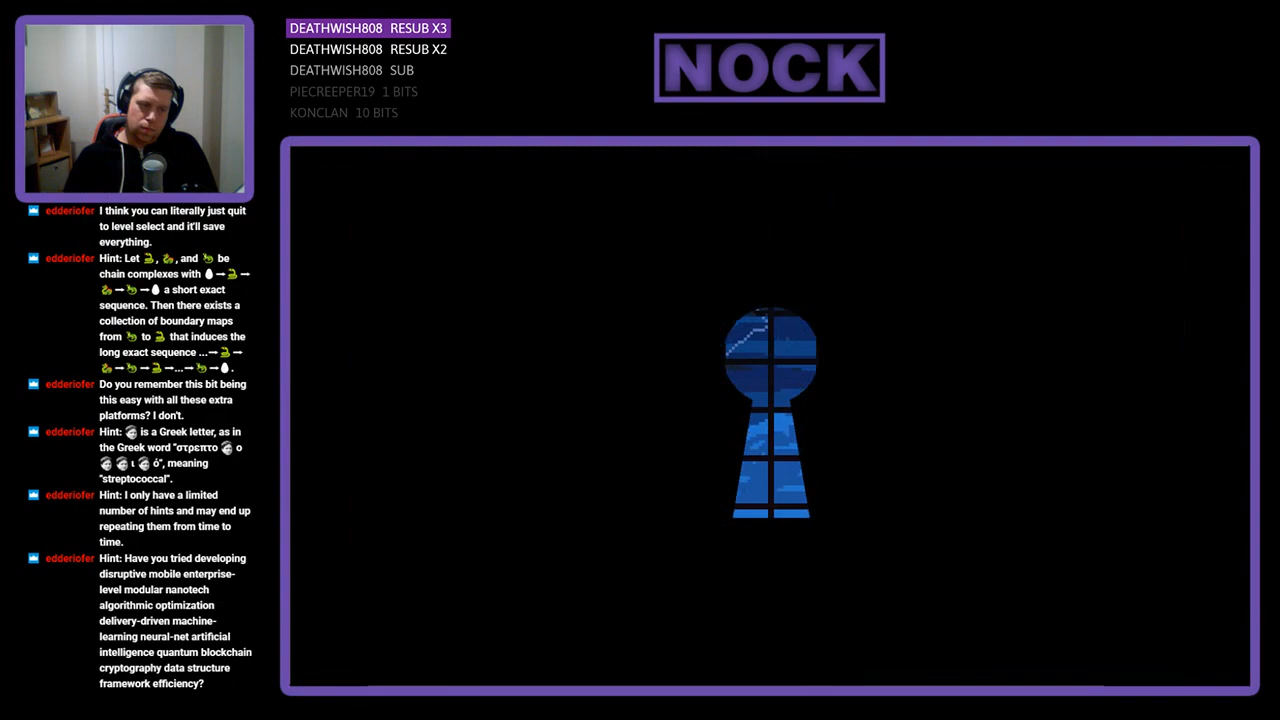 DEATHWISH808 RESUB X3
DEATHWISH808 RESUB X2
DEATHWISH808 SUB
PIECREEPER19 1 BITS
KONCLAN 10 BITS
NOCK
edderiofer I think you can literally just quit
to level select and it'll save
everything.
edderiofer Hint: Let 🐍, 🐉, and 🦎 be
chain complexes with 🥚→🐍→
🐉→🦎→🥚 a short exact
sequence. Then there exists a
collection of boundary maps
from 🦎 to 🐍 that induces the
long exact sequence ...→🐍→
🐉→🦎→🐍→...→🦎→🥚.
edderiofer Do you remember this bit being
this easy with all these extra
platforms? I don't.
edderiofer Hint: is a Greek letter, as in
the Greek word "στρεπτο ο
ι ό", meaning
"streptococcal".
edderiofer Hint: I only have a limited
number of hints and may end up
repeating them from time to
time.
edderiofer Hint: Have you tried developing
disruptive mobile enterprise-
level modular nanotech
algorithmic optimization
delivery-driven machine-
learning neural-net artificial
intelligence quantum blockchain
cryptography data structure
framework efficiency?